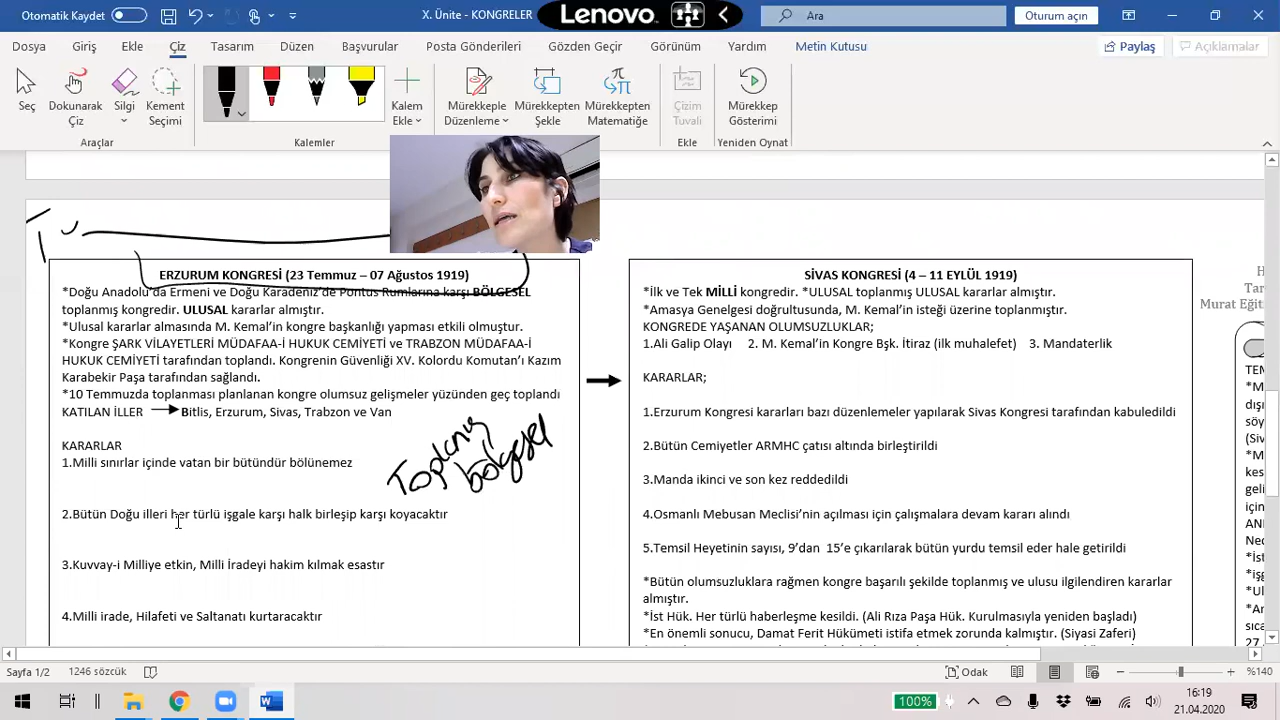 X.Ünite - KONGRELER
Lenovo
Ara
Oturum açın
Dosya
Giriş
Ekle
Çiz
Tasarım
Düzen
Başvurular
Posta Gönderileri
Gözden Geçir
Görünüm
Yardım
Metin Kutusu
Paylaş
Açıklamalar
Seç
Dokunarak Çiz
Silgi
Kement Seçimi
Kalem Ekle
Mürekkeple Düzenleme
Mürekkepten Şekle
Mürekkepten Matematiğe
Çizim Tuvali
Mürekkep Gösterimi
Araçlar
Kalemler
Dönüştür
Ekle
Yeniden Oynat
ERZURUM KONGRESİ (23 Temmuz – 07 Ağustos 1919)
*Doğu Anadolu'da Ermeni ve Doğu Karadeniz'de Pontus Rumlarına karşı BÖLGESEL
toplanmış kongredir. ULUSAL kararlar almıştır.
*Ulusal kararlar almasında M. Kemal'in kongre başkanlığı yapması etkili olmuştur.
*Kongre ŞARK VİLAYETLERİ MÜDAFAA-İ HUKUK CEMİYETİ ve TRABZON MÜDAFAA-İ
HUKUK CEMİYETİ tarafından toplandı. Kongrenin Güvenliği XV. Kolordu Komutan'ı Kazım
Karabekir Paşa tarafından sağlandı.
*10 Temmuzda toplanması planlanan kongre olumsuz gelişmeler yüzünden geç toplandı
KATILAN İLLER Bitlis, Erzurum, Sivas, Trabzon ve Van
KARARLAR
1.Milli sınırlar içinde vatan bir bütündür bölünemez
Toplanış
bölgesel
2.Bütün Doğu illeri her türlü işgale karşı halk birleşip karşı koyacaktır
3.Kuvvay-i Milliye etkin, Milli İradeyi hakim kılmak esastır
4.Milli irade, Hilafeti ve Saltanatı kurtaracaktır
SİVAS KONGRESİ (4 – 11 EYLÜL 1919)
*İlk ve Tek MİLLİ kongredir. *ULUSAL toplanmış ULUSAL kararlar almıştır.
*Amasya Genelgesi doğrultusunda, M. Kemal'in isteği üzerine toplanmıştır.
KONGREDE YAŞANAN OLUMSUZLUKLAR;
1.Ali Galip Olayı 2. M. Kemal'in Kongre Bşk. İtiraz (ilk muhalefet) 3. Mandaterlik
KARARLAR;
1.Erzurum Kongresi kararları bazı düzenlemeler yapılarak Sivas Kongresi tarafından kabuledildi
2.Bütün Cemiyetler ARMHC çatısı altında birleştirildi
3.Manda ikinci ve son kez reddedildi
4.Osmanlı Mebusan Meclisi'nin açılması için çalışmalara devam kararı alındı
5.Temsil Heyetinin sayısı, 9'dan 15'e çıkarılarak bütün yurdu temsil eder hale getirildi
*Bütün olumsuzluklara rağmen kongre başarılı şekilde toplanmış ve ulusu ilgilendiren kararlar
almıştır.
*İst Hük. Her türlü haberleşme kesildi. (Ali Rıza Paşa Hük. Kurulmasıyla yeniden başladı)
*En önemli sonucu, Damat Ferit Hükümeti istifa etmek zorunda kalmıştır. (Siyasi Zaferi)
Murat Eğiti
Sayfa 1/2
1246 sözcük
Odak
%140
100%
16:19
21.04.2020